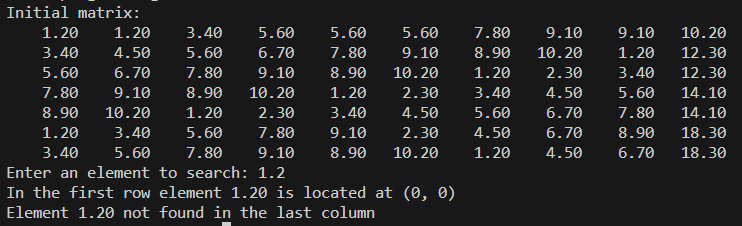 Initial matrix:
1.20 1.20 3.40 5.60 5.60 5.60 7.80 9.10 9.10 10.20
3.40 4.50 5.60 6.70 7.80 9.10 8.90 10.20 1.20 12.30
5.60 6.70 7.80 9.10 8.90 10.20 1.20 2.30 3.40 12.30
7.80 9.10 8.90 10.20 1.20 2.30 3.40 4.50 5.60 14.10
8.90 10.20 1.20 2.30 3.40 4.50 5.60 6.70 7.80 14.10
1.20 3.40 5.60 7.80 9.10 2.30 4.50 6.70 8.90 18.30
3.40 5.60 7.80 9.10 8.90 10.20 1.20 4.50 6.70 18.30
Enter an element to search: 1.2
In the first row element 1.20 is located at (0, 0)
Element 1.20 not found in the last column